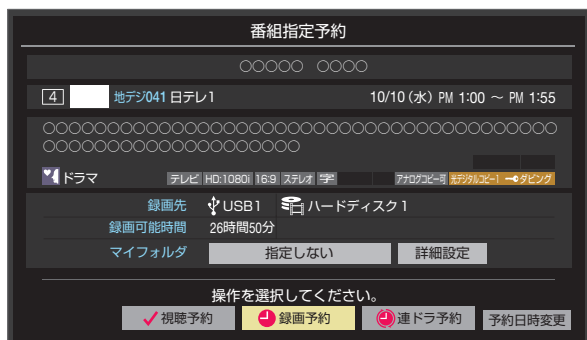 番組指定予約
○○○○○ ○○○○
4 地デジ041 日テレ1 10/10(水) PM 1:00 ～ PM 1:55
○○○○○○○○○○○○○○○○○○○○○○○○○○○○○○○○○○○○○○○○
○○○○○○○○○○○○○○○○○○○○
ドラマ テレビ HD:1080i 16:9 ステレオ 字 アナログコピー可 光デジタルコピー1 ダビング
録画先 USB1 ハードディスク1
録画可能時間 26時間50分
マイフォルダ 指定しない 詳細設定
操作を選択してください。
視聴予約 録画予約 連ドラ予約 予約日時変更